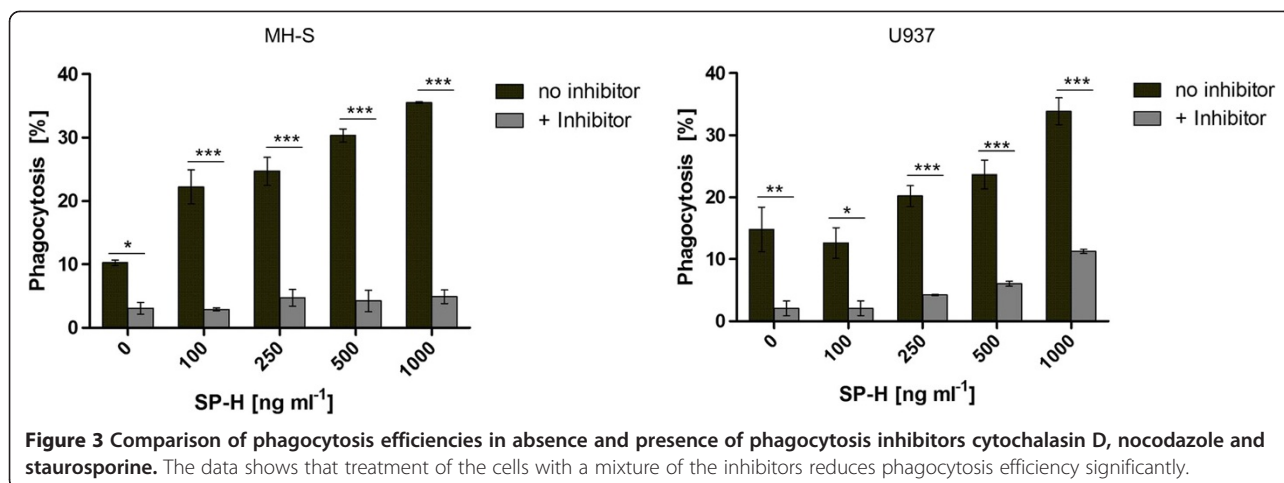 MH-S
no inhibitor
+ Inhibitor
Phagocytosis [%]
40
30
20
10
0
* *** *** *** ***
0 100 250 500 1000
SP-H [ng ml⁻¹]
U937
no inhibitor
+ Inhibitor
Phagocytosis [%]
40
30
20
10
0
** * *** *** ***
0 100 250 500 1000
SP-H [ng ml⁻¹]
Figure 3 Comparison of phagocytosis efficiencies in absence and presence of phagocytosis inhibitors cytochalasin D, nocodazole and
staurosporine. The data shows that treatment of the cells with a mixture of the inhibitors reduces phagocytosis efficiency significantly.